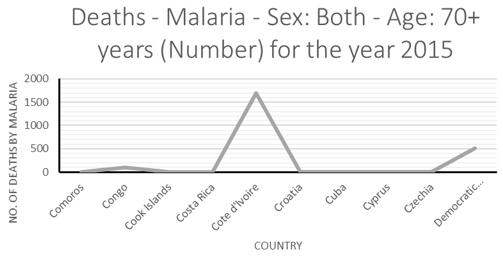 Deaths - Malaria - Sex: Both - Age: 70+
years (Number) for the year 2015
NO. OF DEATHS BY MALARIA
2000
1500
1000
500
0
Comoros
Congo
Cook Islands
Costa Rica
Cote d'Ivoire
Croatia
Cuba
Cyprus
Czechia
Democratic...
COUNTRY